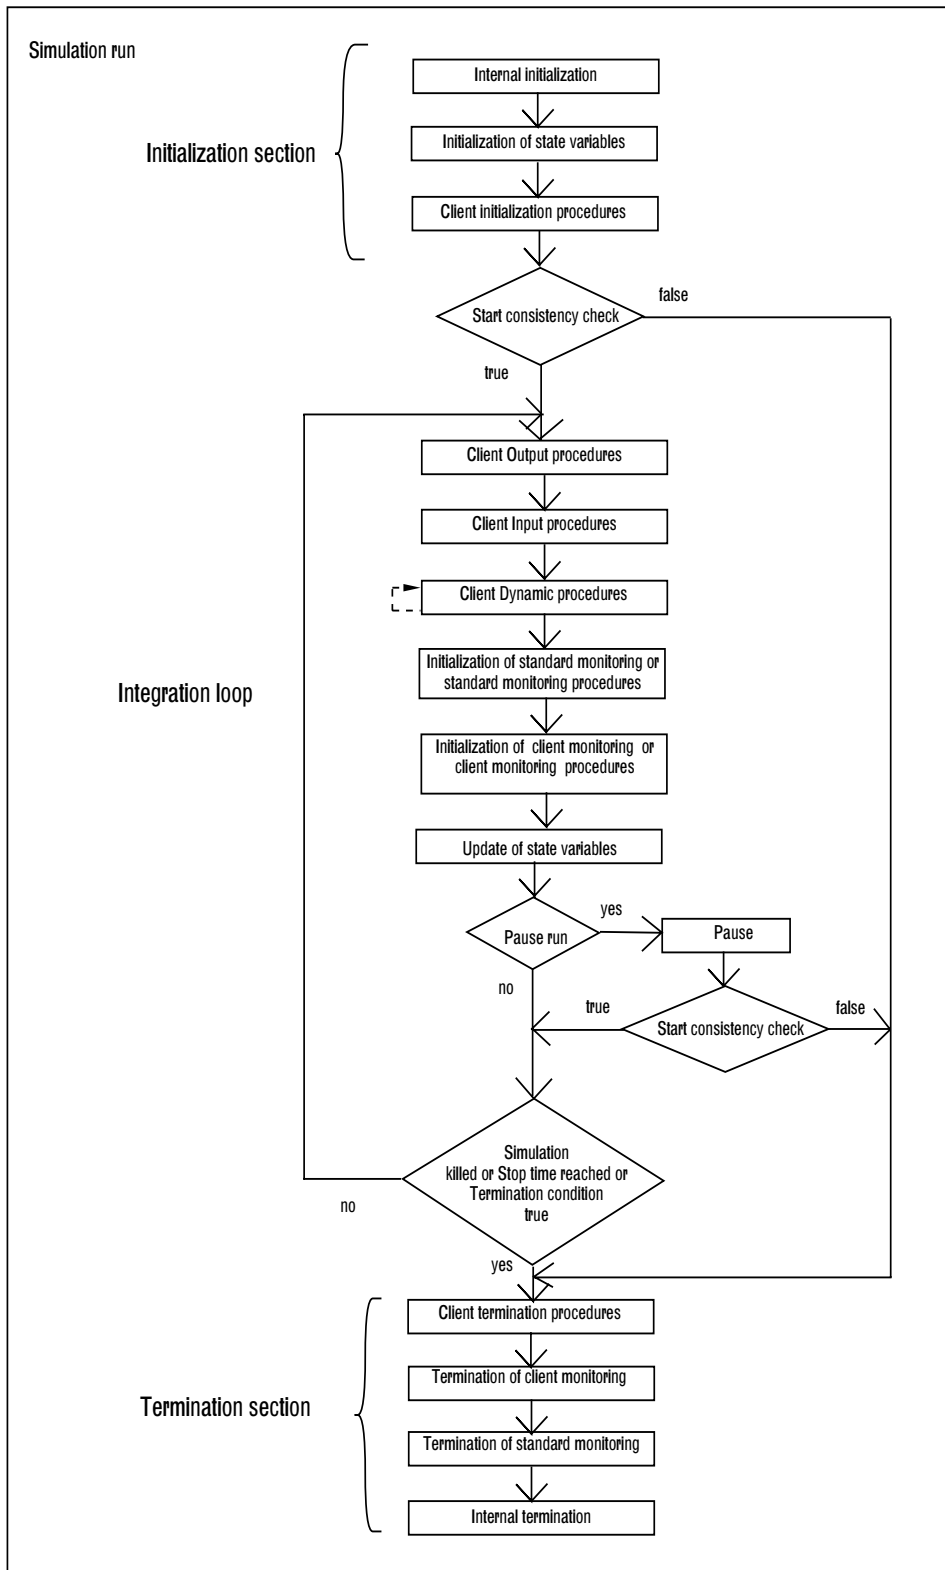 Simulation run
Internal initialization
Initialization section
Initialization of state variables
Client initialization procedures
false
Start consistency check
true
Client Output procedures
Client Input procedures
Client Dynamic procedures
Initialization of standard monitoring or
standard monitoring procedures
Integration loop
Initialization of client monitoring or
client monitoring procedures
Update of state variables
yes
Pause run
Pause
no
true
false
Start consistency check
Simulation
killed or Stop time reached or
Termination condition
true
no
yes
Client termination procedures
Termination of client monitoring
Termination section
Termination of standard monitoring
Internal termination